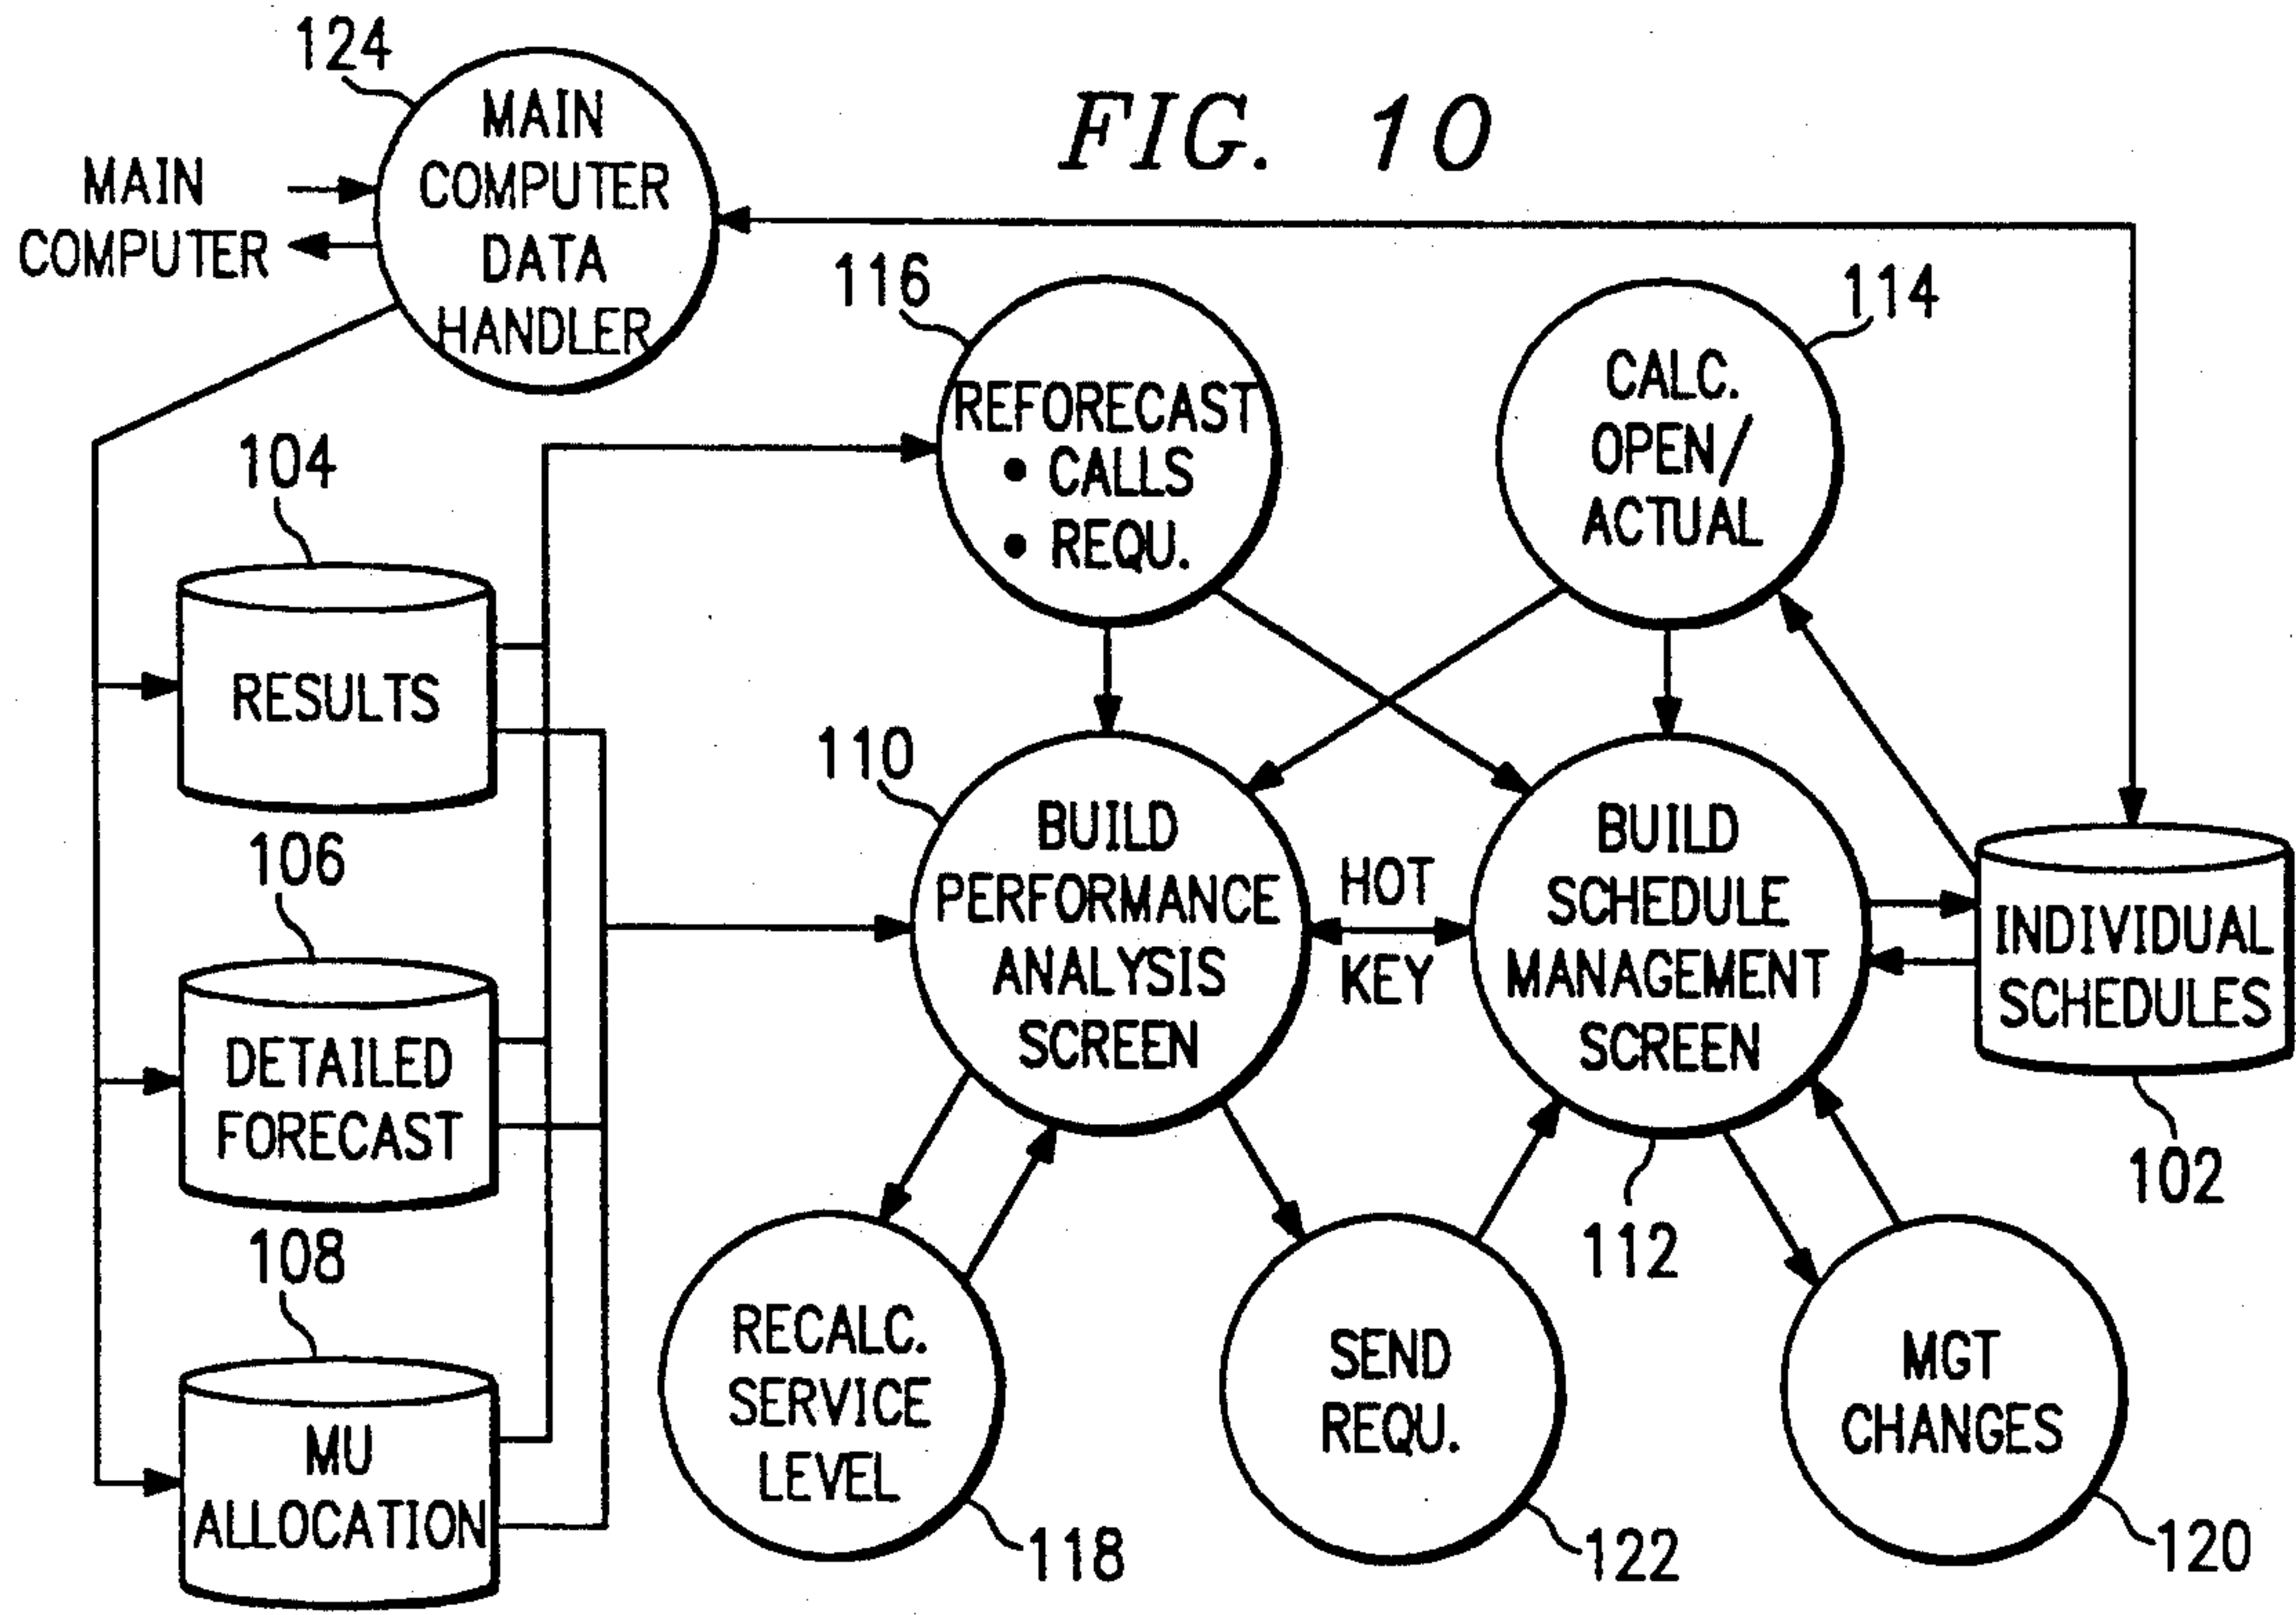 124
MAIN
COMPUTER
DATA
HANDLER
FIG. 10
MAIN
COMPUTER
116
REFORECAST
• CALLS
• REQU.
114
CALC.
OPEN/
ACTUAL
104
RESULTS
110
BUILD
PERFORMANCE
ANALYSIS
SCREEN
HOT
KEY
BUILD
SCHEDULE
MANAGEMENT
SCREEN
112
INDIVIDUAL
SCHEDULES
102
106
DETAILED
FORECAST
108
MU
ALLOCATION
RECALC.
SERVICE
LEVEL
118
SEND
REQU.
122
MGT
CHANGES
120